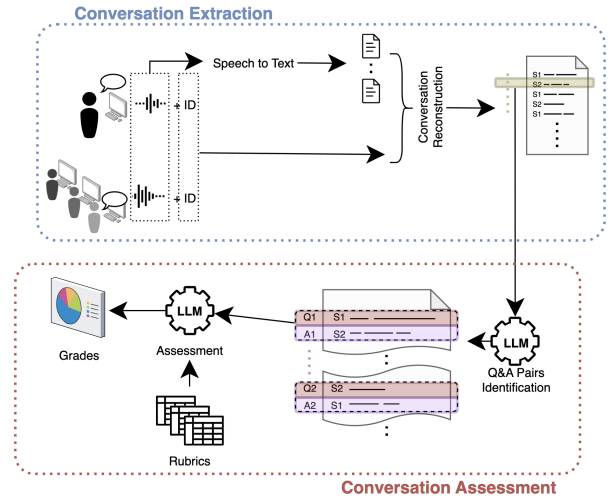 Conversation Extraction
Speech to Text
+ ID
+ ID
Conversation
Reconstruction
S1
S2
S1
S2
S1
LLM
Q&A Pairs
Identification
Q1 S1
A1 S2
Q2 S2
A2 S1
LLM
Assessment
Grades
Rubrics
Conversation Assessment